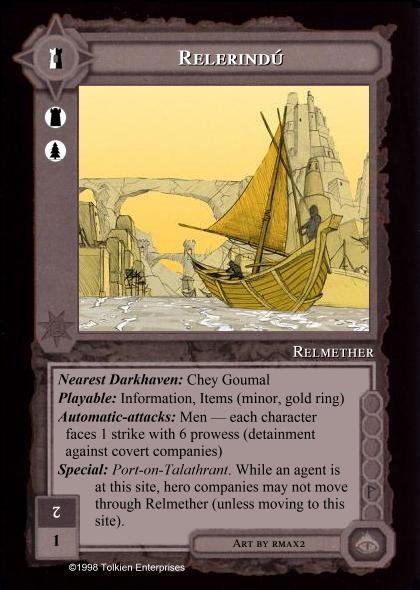 RELERINDÚ
RELMETHER
Nearest Darkhaven: Chey Goumal
Playable: Information, Items (minor, gold ring)
Automatic-attacks: Men — each character
faces 1 strike with 6 prowess (detainment
against covert companies)
Special: Port-on-Talathrant. While an agent is
at this site, hero companies may not move
through Relmether (unless moving to this
site).
2
1
ART BY RMAX2
©1998 Tolkien Enterprises